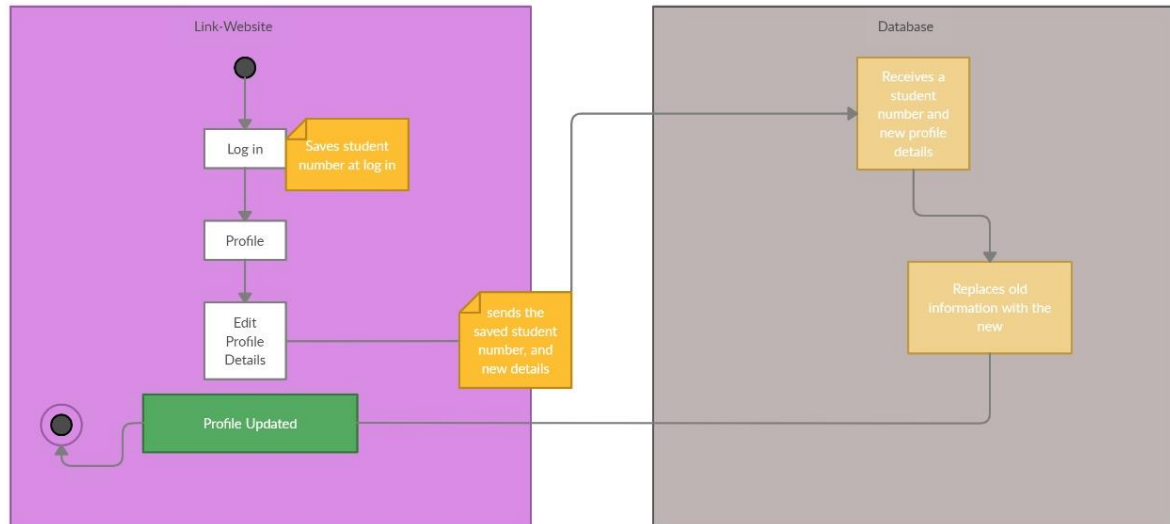 Link-Website
Log in
Saves student
number at log in
Profile
Edit
Profile
Details
sends the
saved student
number, and
new details
Profile Updated
Database
Receives a
student
number and
new profile
details
Replaces old
information with the
new